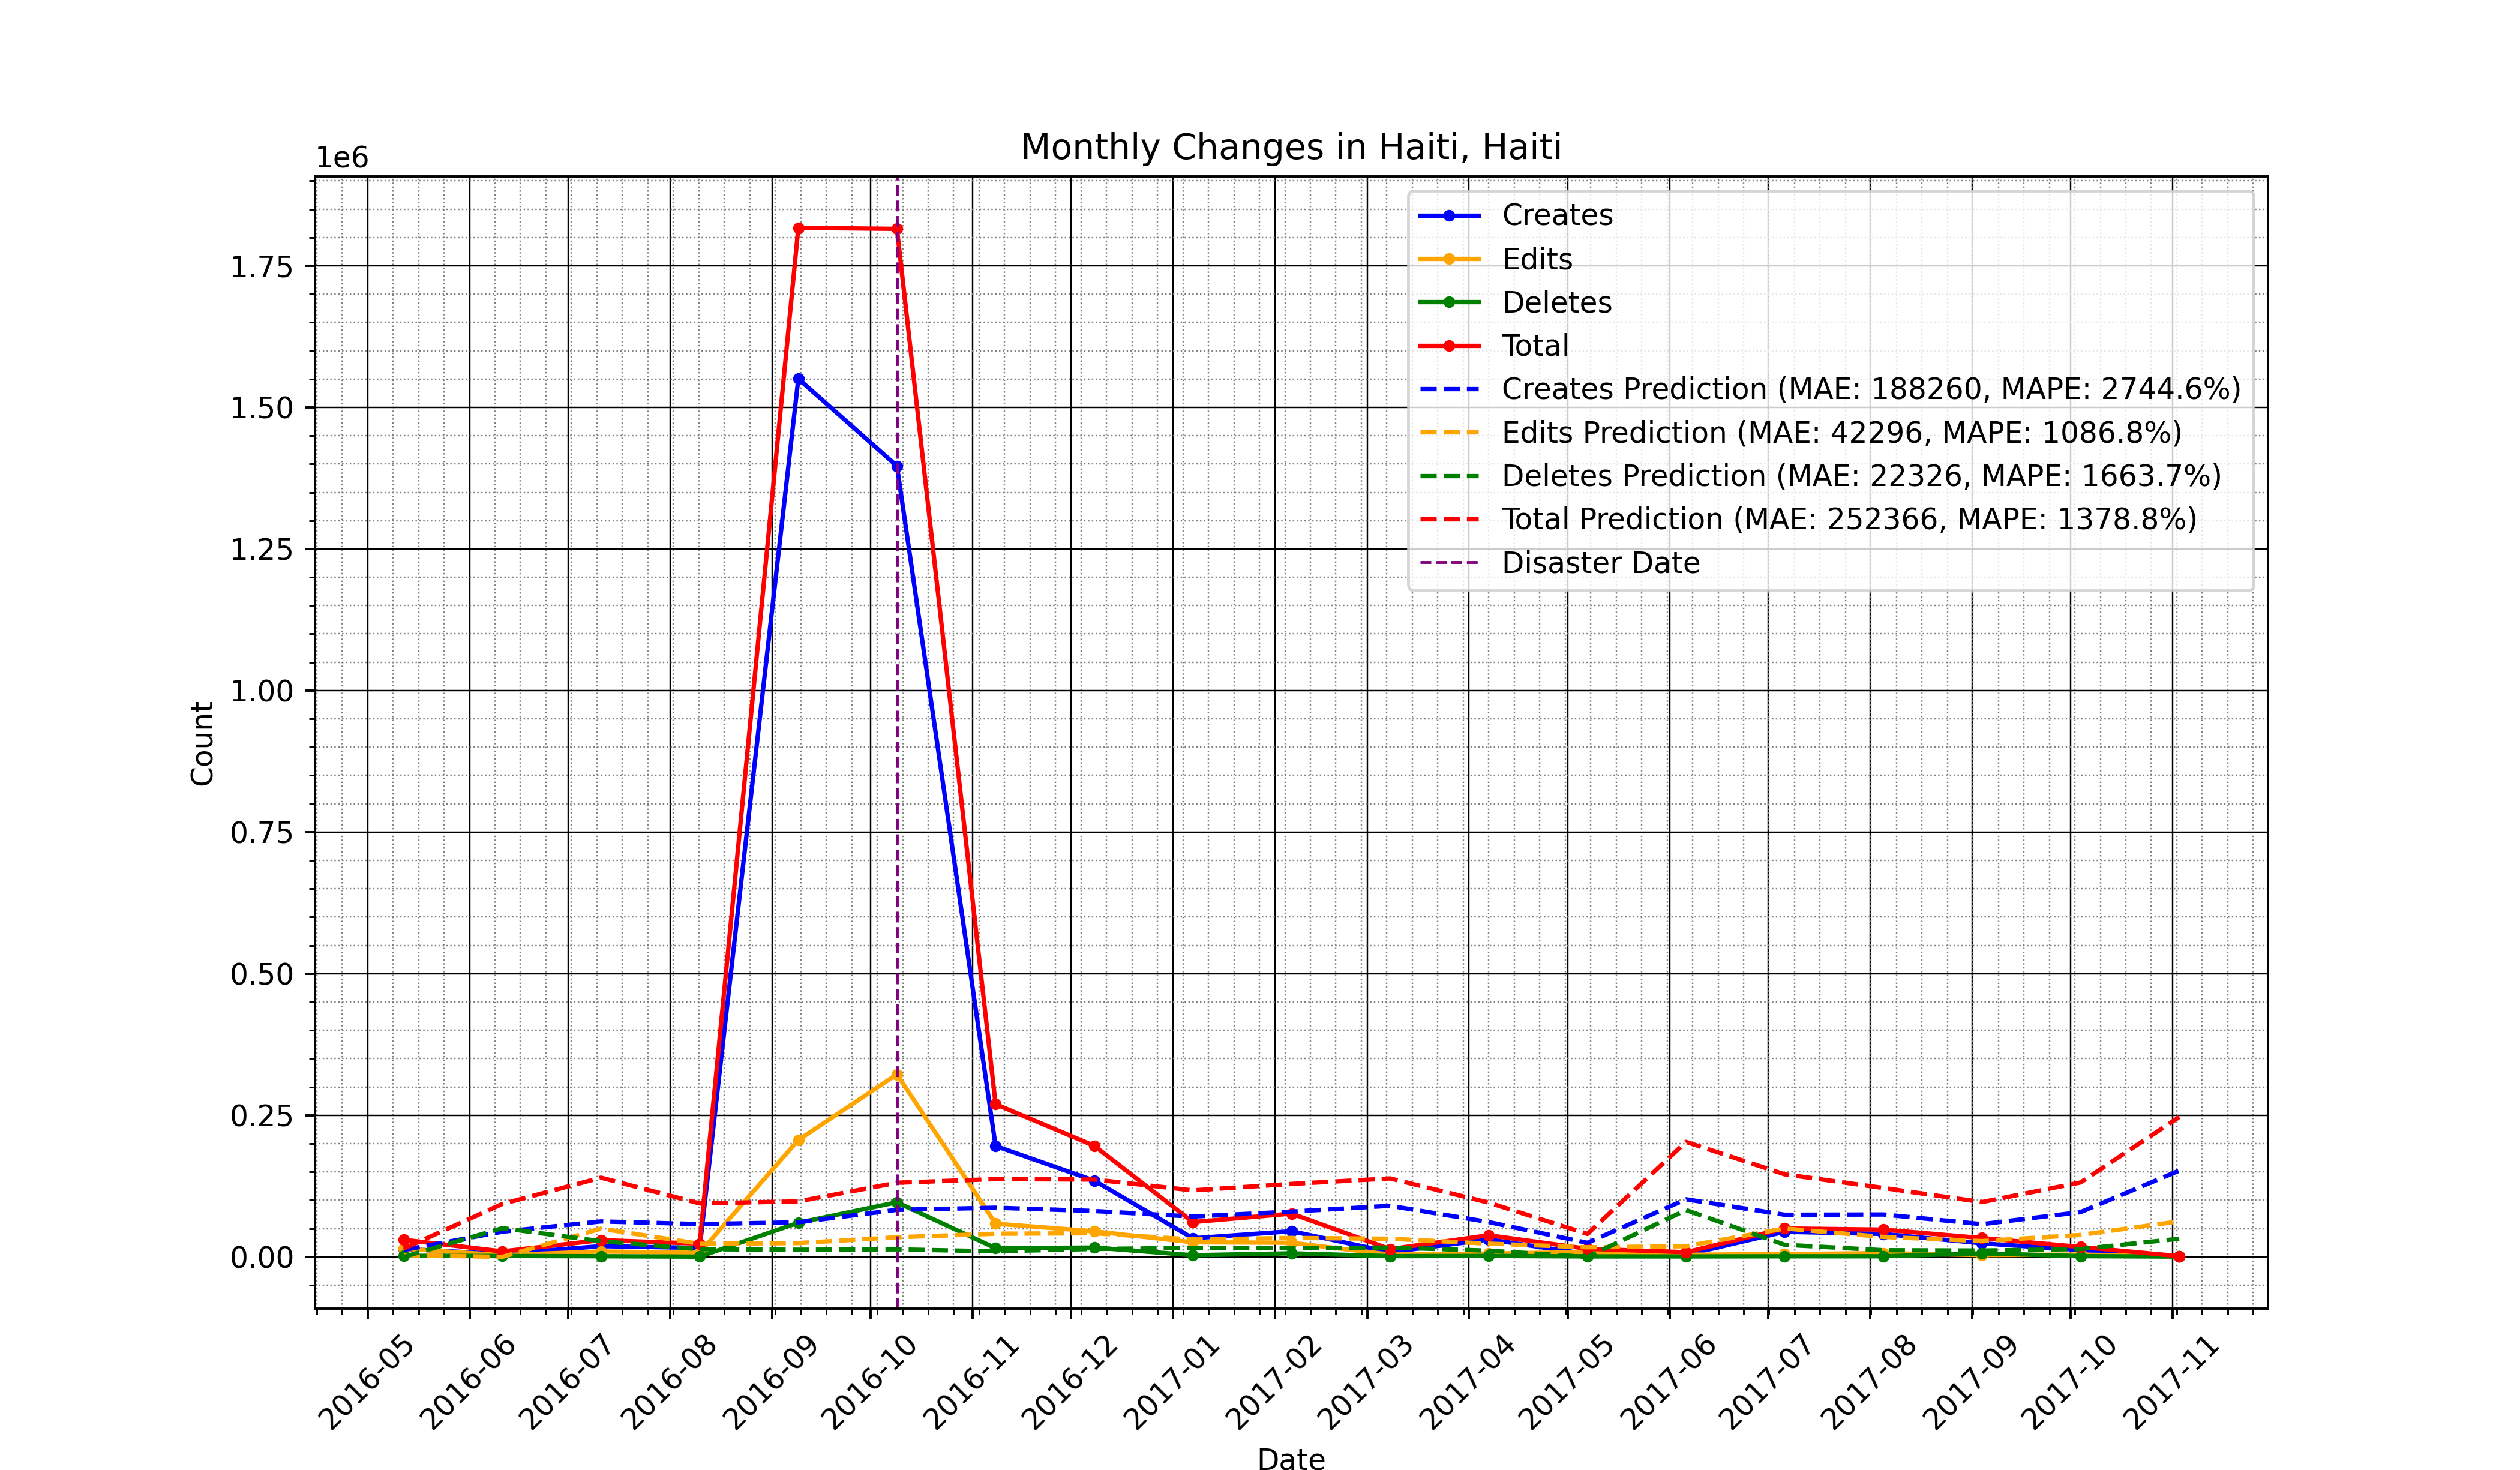 Monthly Changes in Haiti, Haiti
1e6
Creates
Edits
Deletes
Total
Creates Prediction (MAE: 188260, MAPE: 2744.6%)
Edits Prediction (MAE: 42296, MAPE: 1086.8%)
Deletes Prediction (MAE: 22326, MAPE: 1663.7%)
Total Prediction (MAE: 252366, MAPE: 1378.8%)
Disaster Date
1.75
1.50
1.25
1.00
0.75
0.50
0.25
0.00
Count
2016-05
2016-06
2016-07
2016-08
2016-09
2016-10
2016-11
2016-12
2017-01
2017-02
2017-03
2017-04
2017-05
2017-06
2017-07
2017-08
2017-09
2017-10
2017-11
Date